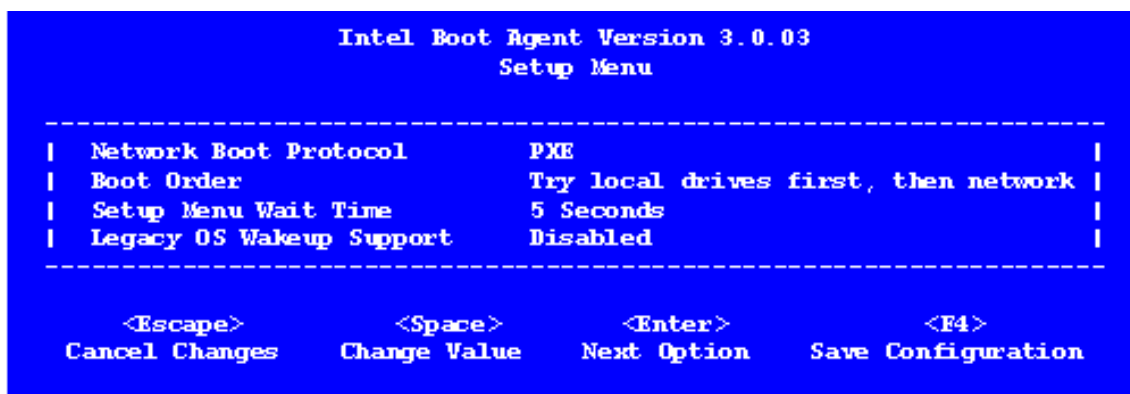 Intel Boot Agent Version 3.0.03
Setup Menu
Network Boot Protocol PXE
Boot Order Try local drives first, then network
Setup Menu Wait Time 5 Seconds
Legacy OS Wakeup Support Disabled
<Escape> <Space> <Enter> <F4>
Cancel Changes Change Value Next Option Save Configuration